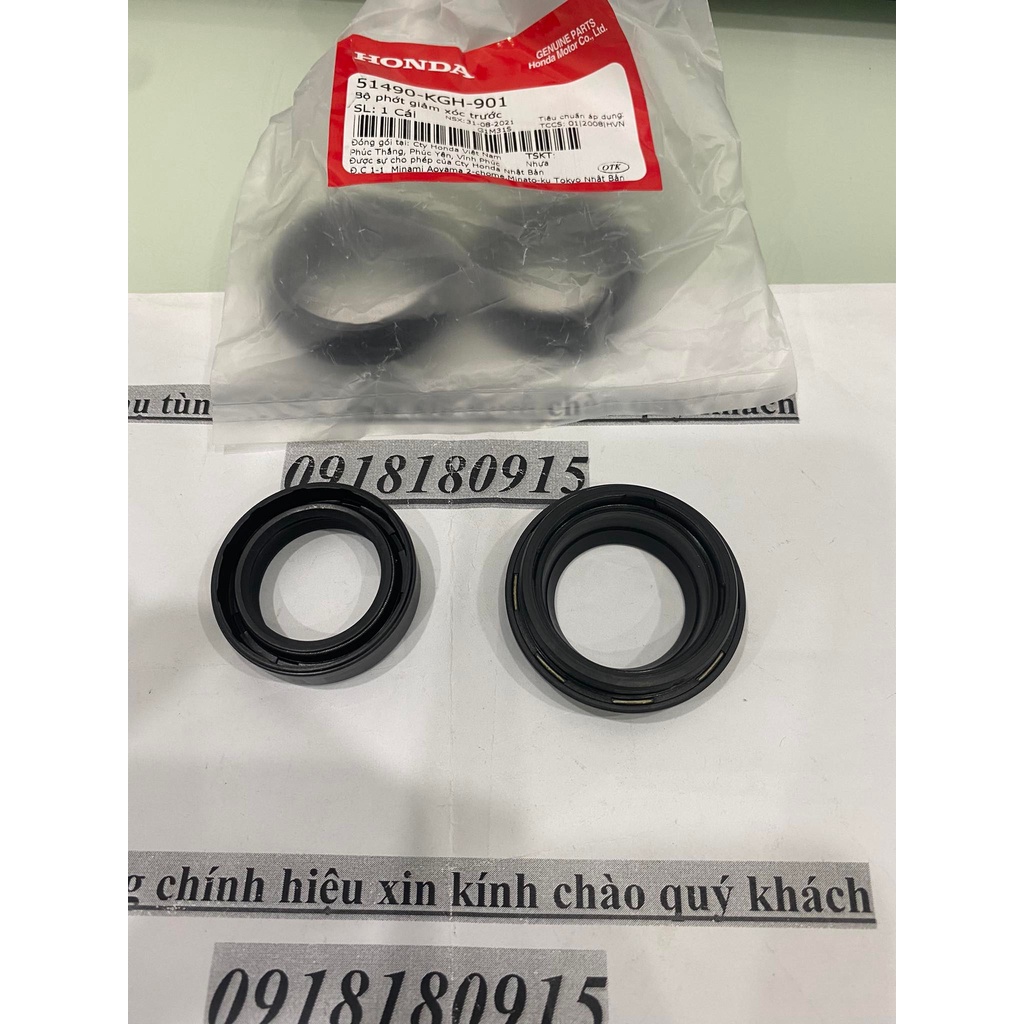 HONDA
GENUINE PARTS
Honda Motor Co., Ltd.
51490-KGH-901
Bộ phớt giảm xóc trước
SL: 1 Cái
NSX:31-08-2021
G1M315
Tiêu chuẩn áp dụng:
TCCS: 01|2008|HVN
Đóng gói tại: Cty Honda Việt Nam
Phúc Thắng, Phúc Yên, Vĩnh Phúc
TSKT:
Nhựa
Được sự cho phép của Cty Honda Nhật Bản
OTK
Đ.C 1-1, Minami Aoyama 2-chome Minato-ku Tokyo Nhật Bản
ụ tùn
khách
0918180915
g chính hiệu xin kính chào quý khách
0918180915